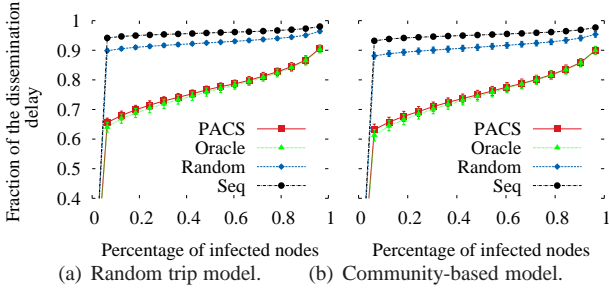 Fraction of the dissemination
delay
1
0.9
0.8
0.7
0.6
0.5
0.4
PACS
Oracle
Random
Seq
0 0.2 0.4 0.6 0.8 1
Percentage of infected nodes
(a) Random trip model.
PACS
Oracle
Random
Seq
0 0.2 0.4 0.6 0.8 1
Percentage of infected nodes
(b) Community-based model.